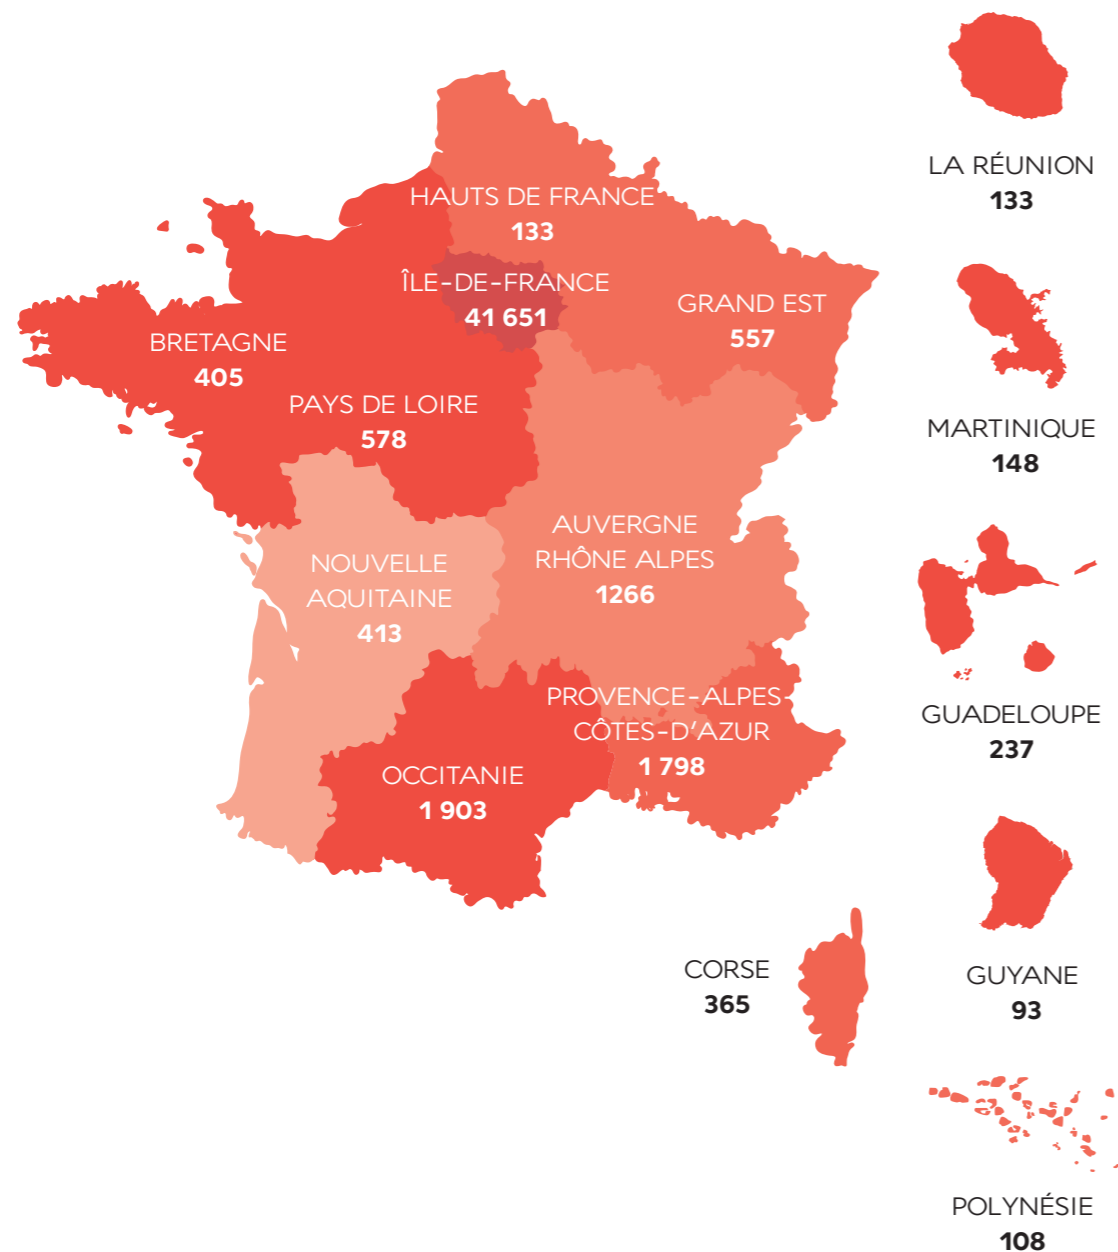 HAUTS DE FRANCE
133
ÎLE-DE-FRANCE
41 651
GRAND EST
557
BRETAGNE
405
PAYS DE LOIRE
578
AUVERGNE
RHÔNE ALPES
1266
NOUVELLE
AQUITAINE
413
PROVENCE-ALPES-
CÔTES-D'AZUR
1 798
OCCITANIE
1 903
CORSE
365
LA RÉUNION
133
MARTINIQUE
148
GUADELOUPE
237
GUYANE
93
POLYNÉSIE
108